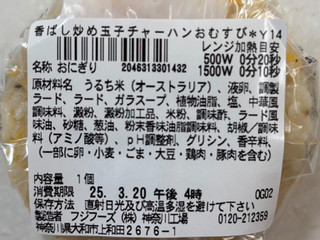 香ばし炒め玉子チャーハンおむすび*Y14
レンジ加熱目安
500W 0分20秒
名称 おにぎり 2046313301432 1500W 0分10秒
原材料名 うるち米(オーストラリア)、液卵、調製
ラード、ラード、ガラスープ、植物油脂、塩、中華風
調味料、澱粉、澱粉加工品、米粉、調味酢、ラード風
味油、砂糖、葱油、粉末香味油脂調味料、胡椒/調味
料(アミノ酸等)、pH調整剤、グリシン、香辛料、
(一部に卵・小麦・ごま・大豆・鶏肉・豚肉を含む)
内容量 1個
消費期限 25. 3.20 午後 4時 0G02
保存方法 直射日光及び高温多湿を避けて下さい
製造者 フジフーズ(株)神奈川工場 0120-212359
神奈川県大和市上和田2676-1